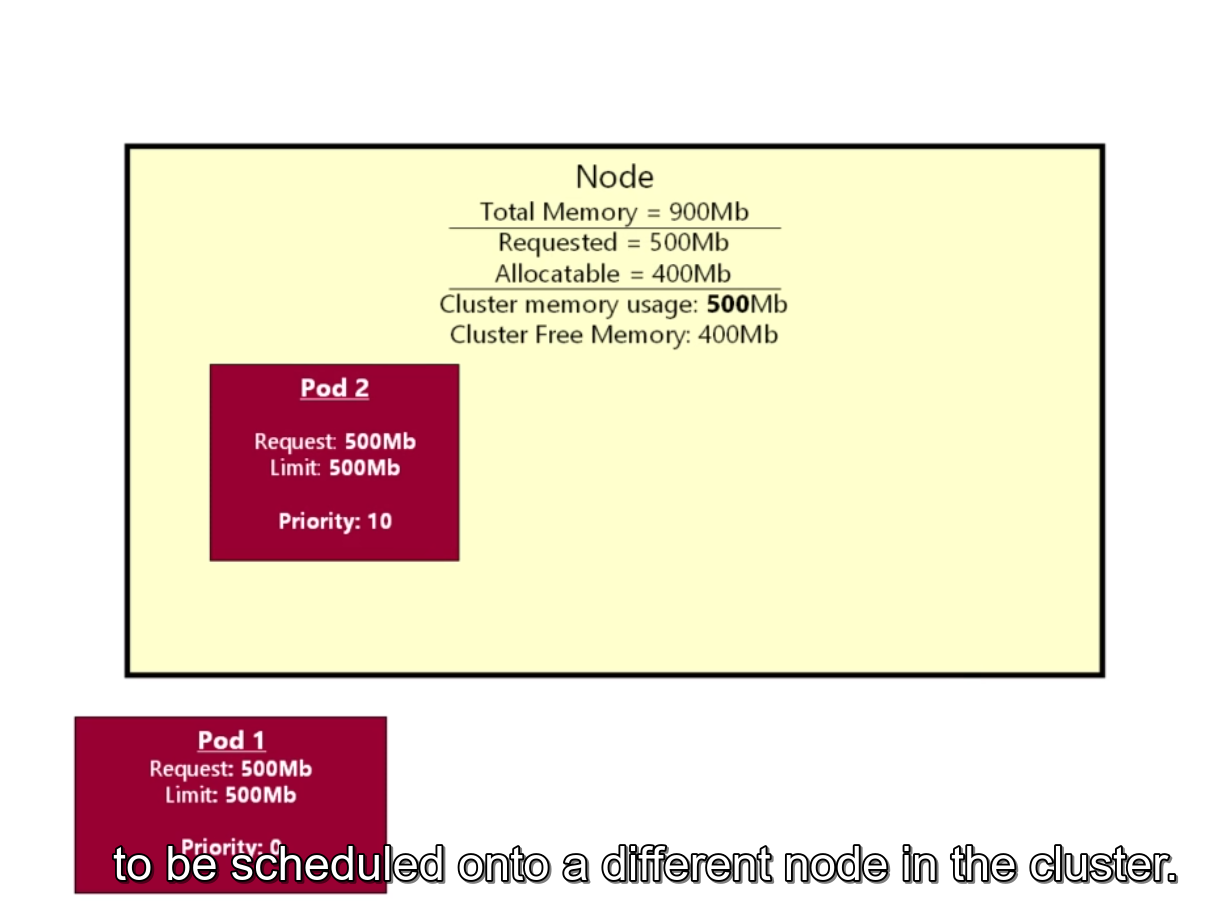 Node
Total Memory = 900Mb
Requested = 500Mb
Allocatable = 400Mb
Cluster memory usage: 500Mb
Cluster Free Memory: 400Mb
Pod 2
Request: 500Mb
Limit: 500Mb
Priority: 10
Pod 1
Request: 500Mb
Limit: 500Mb
Priority: 0
to be scheduled onto a different node in the cluster.